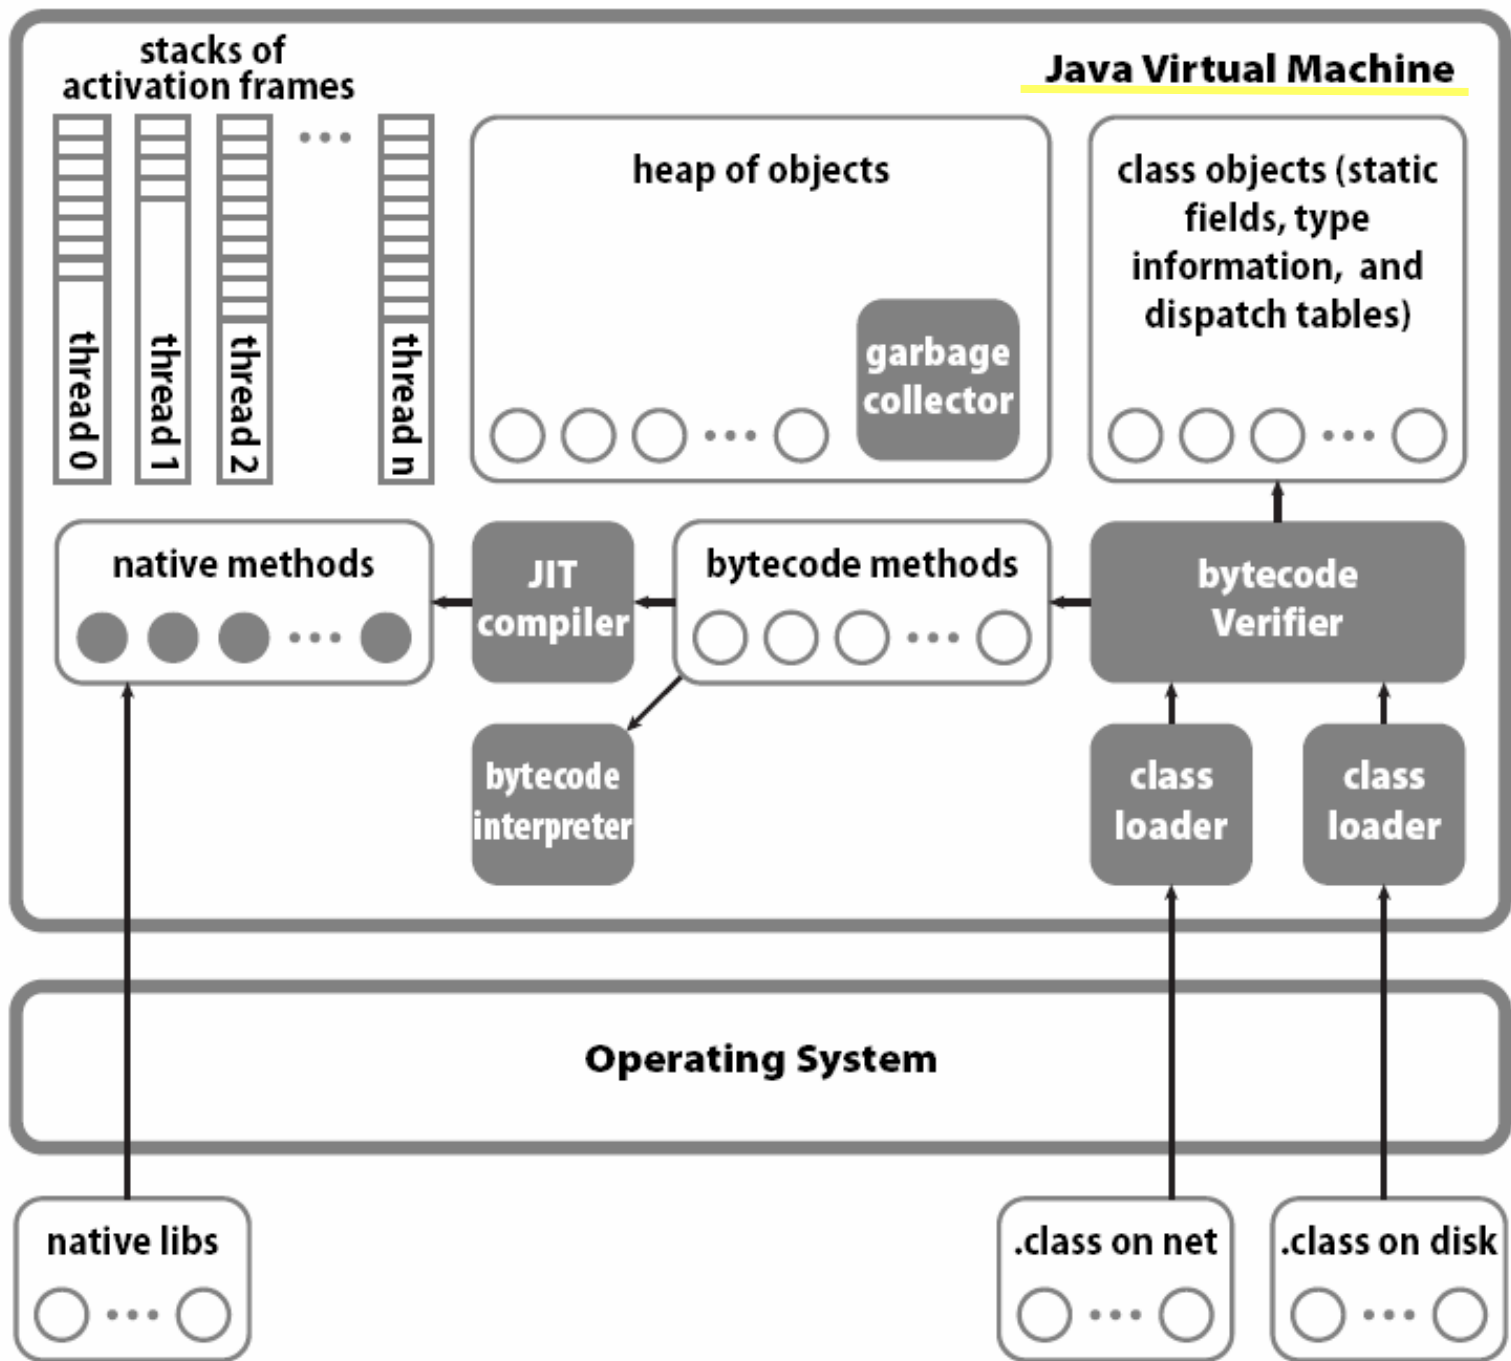 stacks of
activation frames
Java Virtual Machine
thread 0
thread 1
thread 2
...
thread n
heap of objects
garbage
collector
...
class objects (static
fields, type
information, and
dispatch tables)
...
native methods
...
JIT
compiler
bytecode methods
...
bytecode
Verifier
bytecode
interpreter
class
loader
class
loader
Operating System
native libs
...
.class on net
...
.class on disk
...